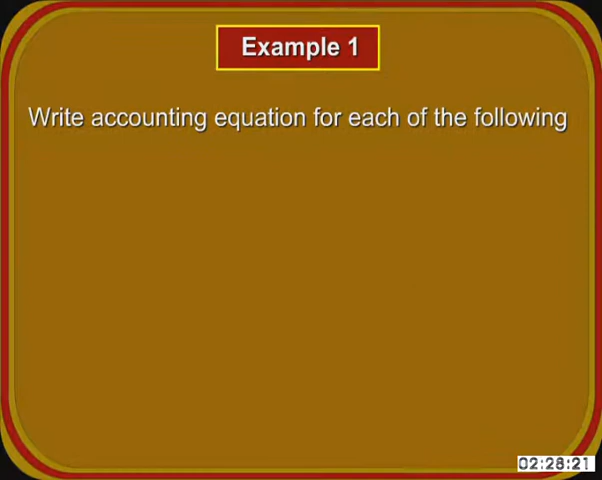 Example 1
Write accounting equation for each of the following
02:28:21